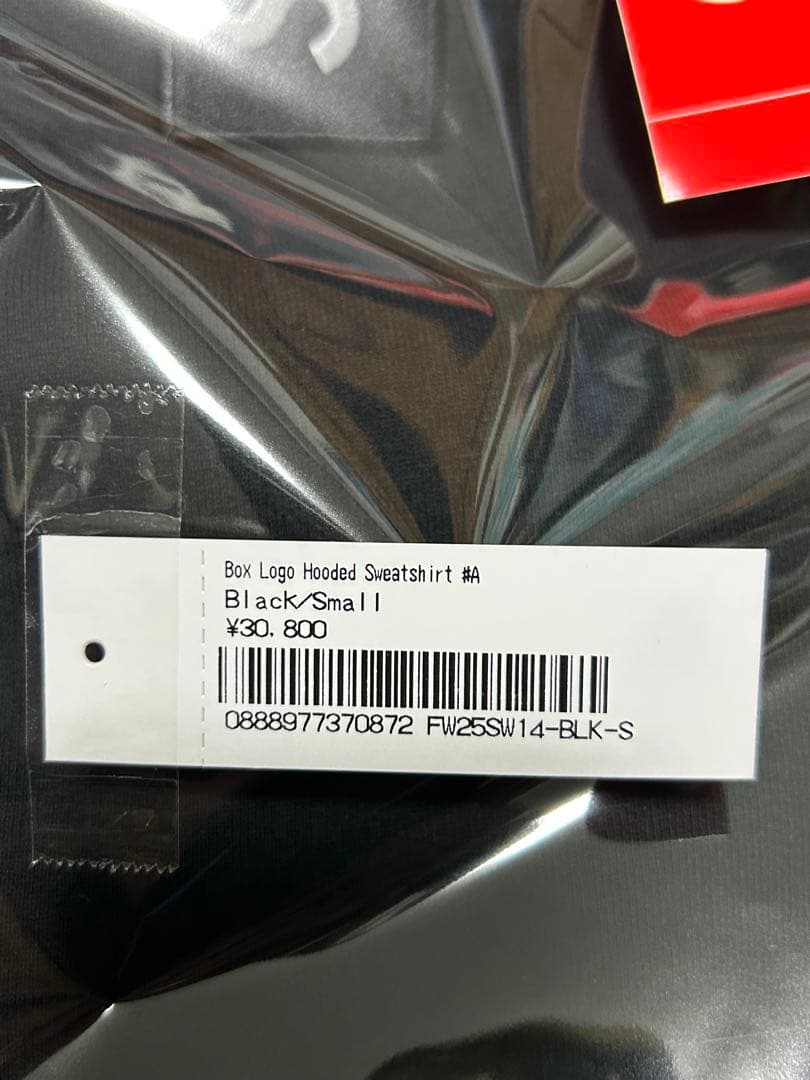 S
Box Logo Hooded Sweatshirt #A
Black/Small
¥30,800
0888977370872 FW25SW14-BLK-S